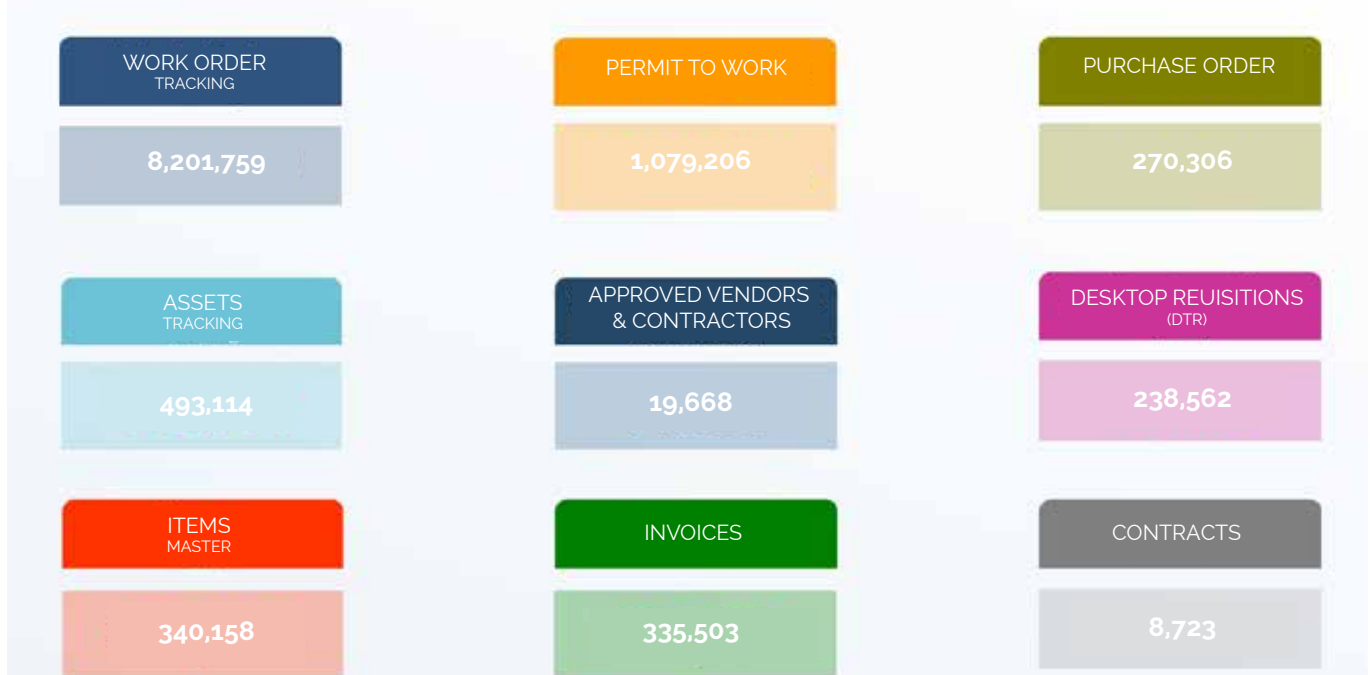 WORK ORDER
TRACKING
8,201,759
PERMIT TO WORK
1,079,206
PURCHASE ORDER
270,306
ASSETS
TRACKING
493,114
APPROVED VENDORS
& CONTRACTORS
19,668
DESKTOP REUISITIONS
(DTR)
238,562
ITEMS
MASTER
340,158
INVOICES
335,503
CONTRACTS
8,723